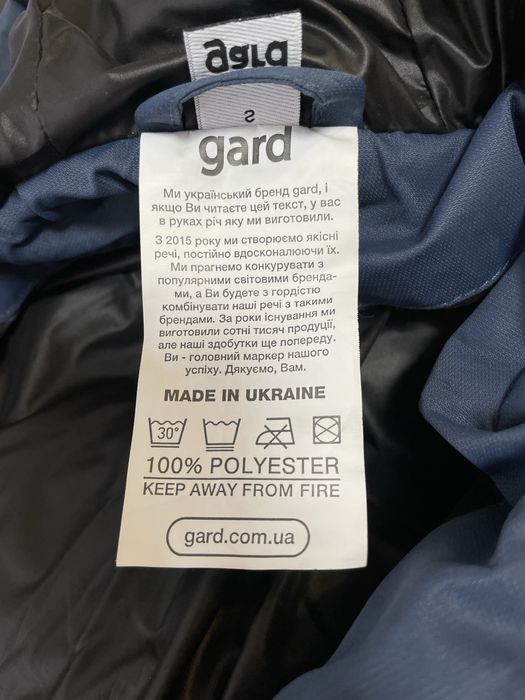 S
gard
Ми український бренд gard, і
якщо Ви читаєте цей текст, у вас
в руках річ яку ми виготовили.
З 2015 року ми створюємо якісні
речі, постійно вдосконалюючи їх.
Ми прагнемо конкурувати з
популярними світовими бренда-
ми, а Ви будете з гордістю
комбінувати наші речі з такими
брендами. За роки існування ми
виготовили сотні тисяч продуції,
але наші здобутки ще попереду.
Ви - головний маркер нашого
успіху. Дякуємо, Вам.
MADE IN UKRAINE
30°
100% POLYESTER
KEEP AWAY FROM FIRE
gard.com.ua